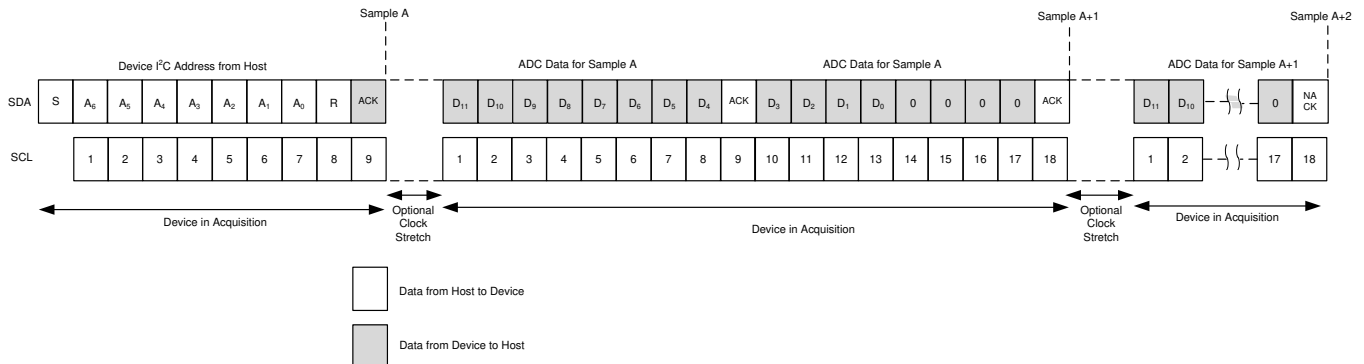 Sample A
Sample A+1
Sample A+2
Device I²C Address from Host
ADC Data for Sample A
ADC Data for Sample A
ADC Data for Sample A+1
SDA S A₆ A₅ A₄ A₃ A₂ A₁ A₀ R ACK D₁₁ D₁₀ D₉ D₈ D₇ D₆ D₅ D₄ ACK D₃ D₂ D₁ D₀ 0 0 0 0 ACK D₁₁ D₁₀ 0 NA
CK
SCL 1 2 3 4 5 6 7 8 9 1 2 3 4 5 6 7 8 9 10 11 12 13 14 15 16 17 18 1 2 17 18
Device in Acquisition
Optional
Clock
Stretch
Device in Acquisition
Optional
Clock
Stretch
Device in Acquisition
Data from Host to Device
Data from Device to Host